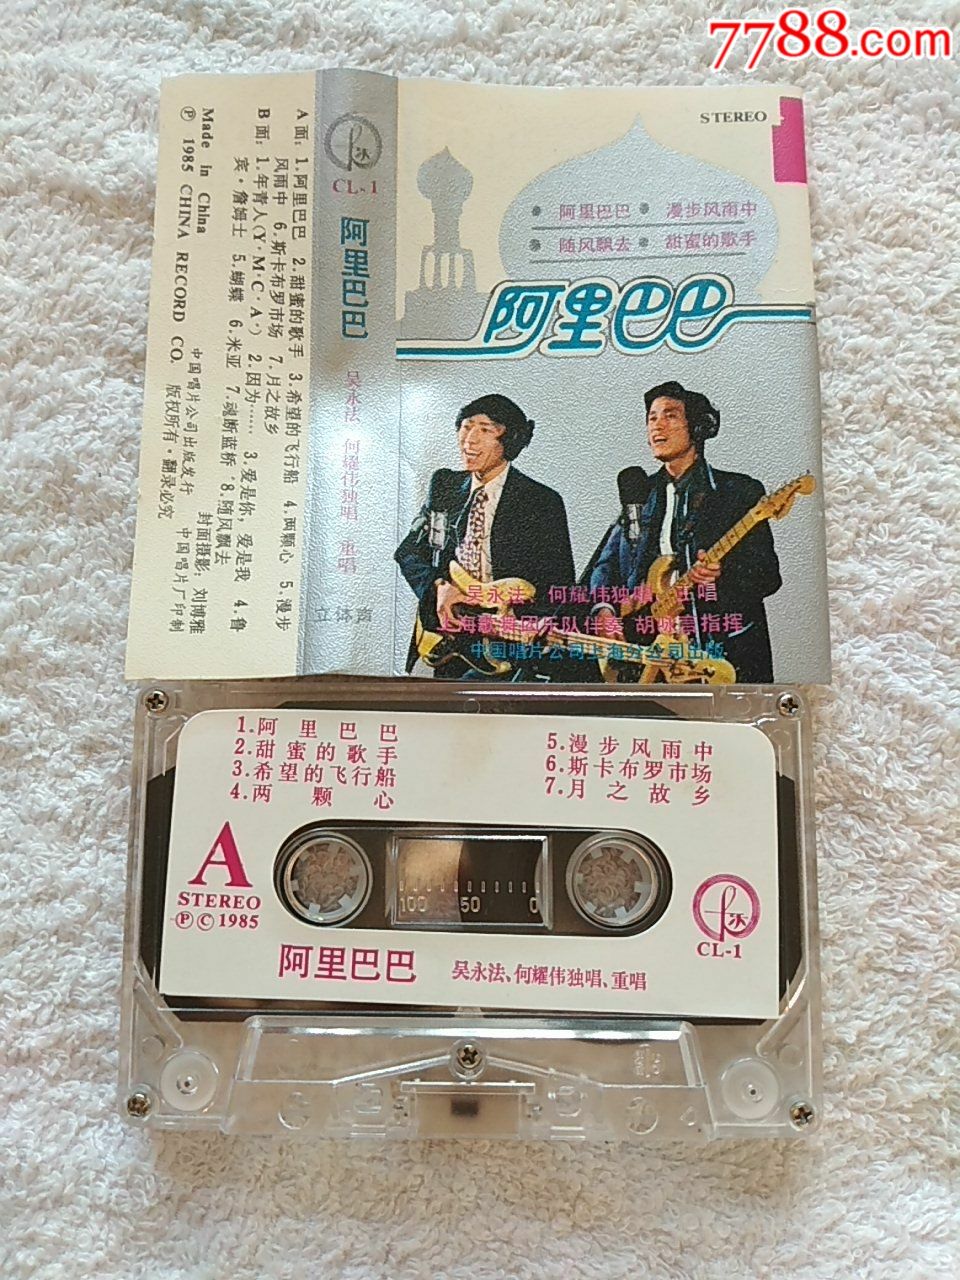 7788.com
STEREO
阿里巴巴 漫步风雨中
随风飘去 甜蜜的歌手
阿里巴巴
吴永法、何耀伟独唱、重唱
上海歌舞团乐队伴奏 胡咏言指挥
中国唱片公司上海分公司出版
CL-1
阿里巴巴
吴永法 何耀伟独唱 重唱
立体声
A面：1.阿里巴巴 2.甜蜜的歌手 3.希望的飞行船 4.两颗心 5.漫步
风雨中 6.斯卡布罗市场 7.月之故乡
B面：1.年青人(Y·M·C·A·) 2.因为…… 3.爱是你，爱是我 4.鲁
宾·詹姆士 5.蝴蝶 6.米亚 7.魂断蓝桥 8.随风飘去
封面摄影：刘博雅
中国唱片公司出版发行 中国唱片厂印制
Made in China 版权所有·翻录必究
Ⓟ 1985 CHINA RECORD CO.
1.阿里巴巴
2.甜蜜的歌手
3.希望的飞行船
4.两颗心
5.漫步风雨中
6.斯卡布罗市场
7.月之故乡
A
STEREO
Ⓟ©1985
100 50 0
CL-1
阿里巴巴 吴永法、何耀伟独唱、重唱